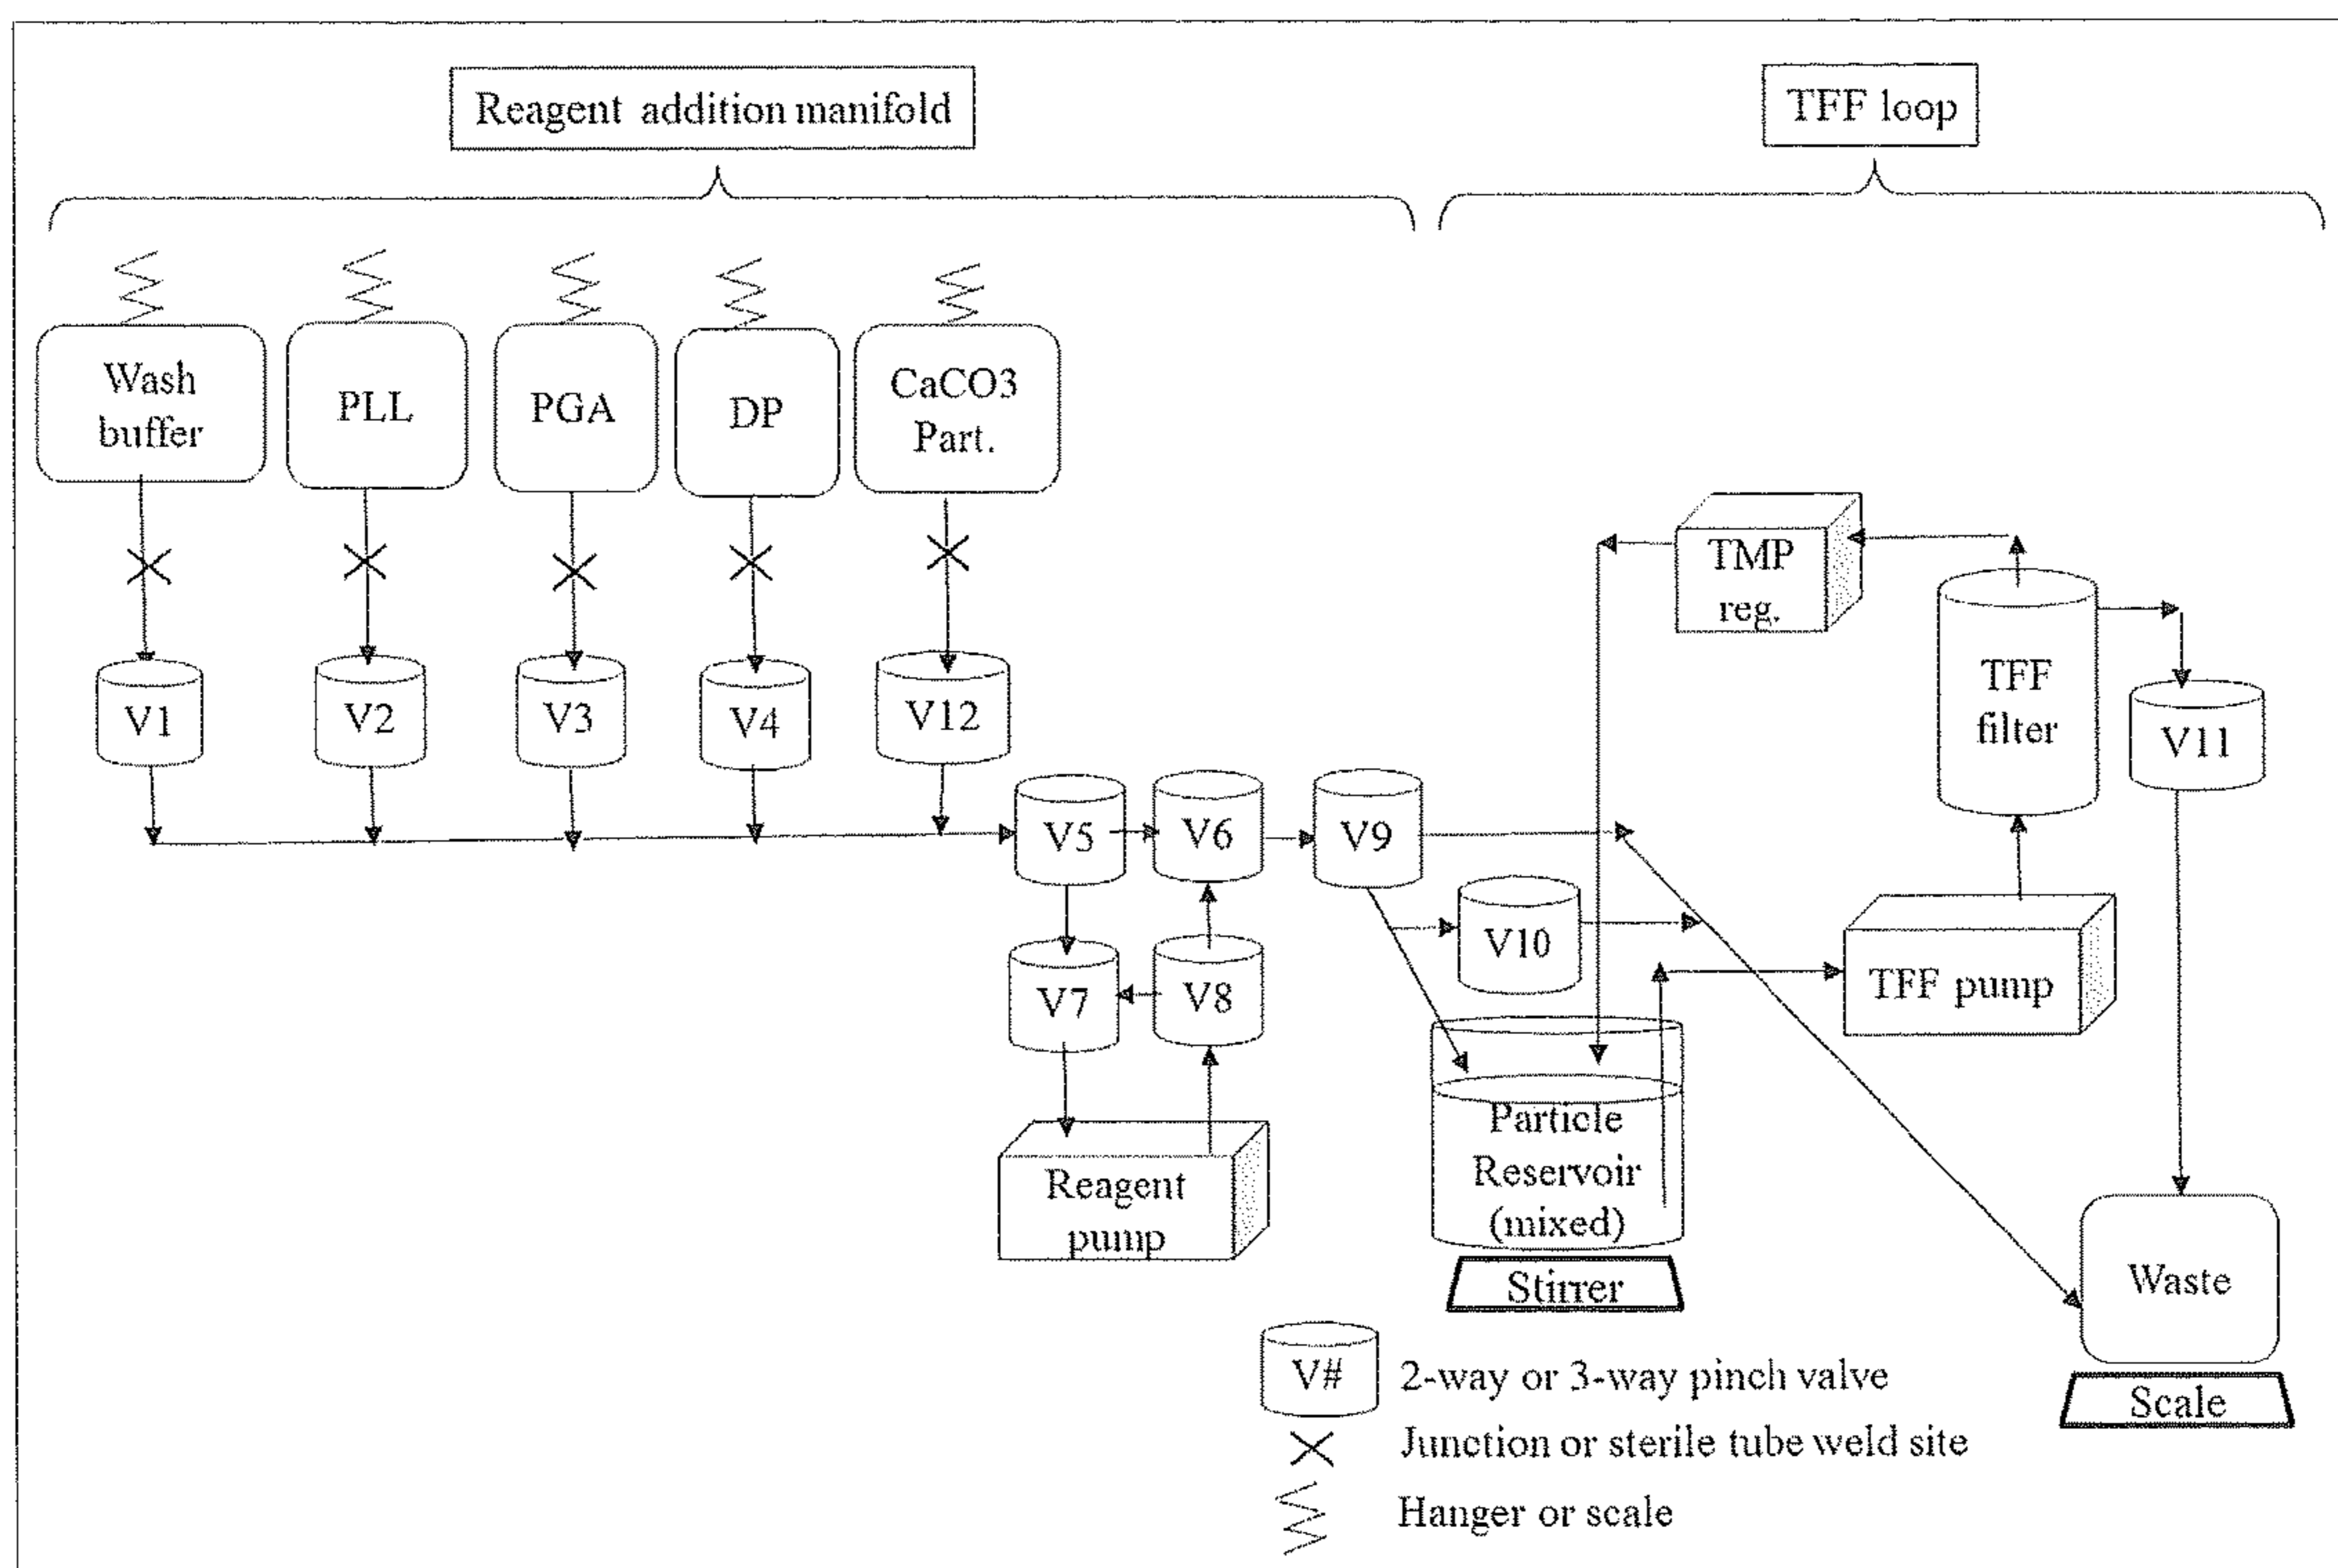 Reagent addition manifold
TFF loop
Wash
buffer
PLL
PGA
DP
CaCO3
Part.
V1
V2
V3
V4
V12
TMP
reg.
TFF
filter
V11
V5
V6
V9
V10
V7
V8
TFF pump
Reagent
pump
Particle
Reservoir
(mixed)
Stirrer
Waste
Scale
V#
2-way or 3-way pinch valve
Junction or sterile tube weld site
Hanger or scale